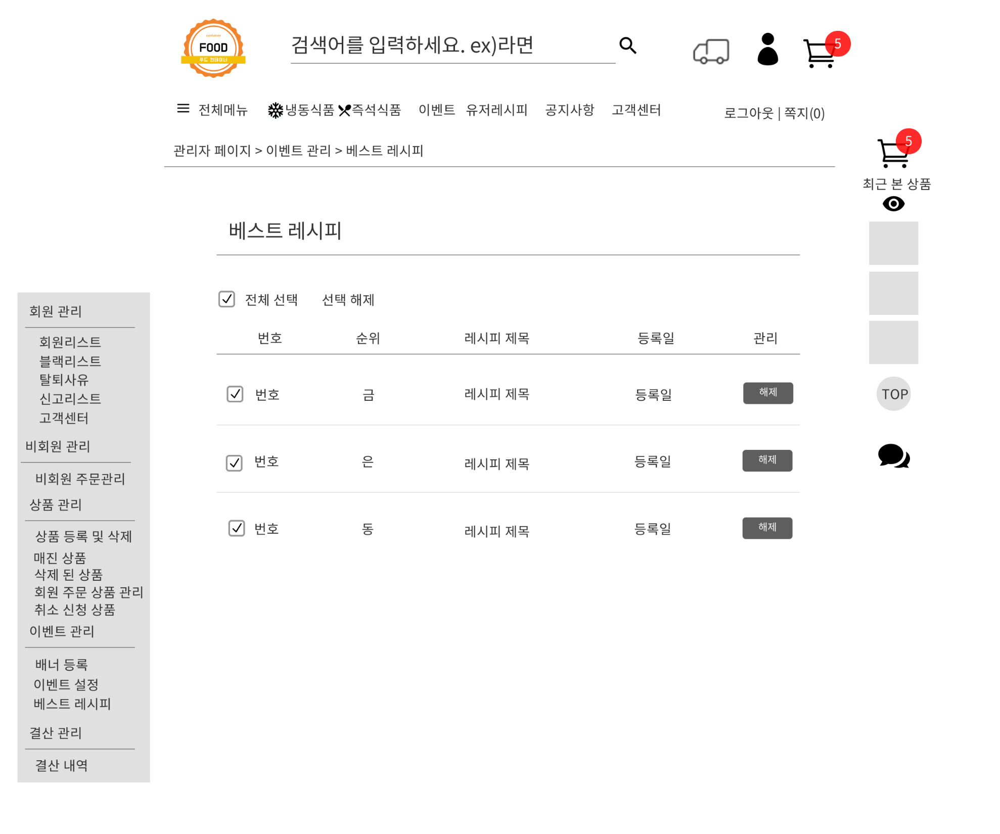 container
FOOD
푸드 컨테이너
검색어를 입력하세요. ex)라면
5
전체메뉴 냉동식품 즉석식품 이벤트 유저레시피 공지사항 고객센터
로그아웃 | 쪽지(0)
관리자 페이지 > 이벤트 관리 > 베스트 레시피
5
최근 본 상품
베스트 레시피
전체 선택 선택 해제
번호 순위 레시피 제목 등록일 관리
번호 금 레시피 제목 등록일 해제
번호 은 레시피 제목 등록일 해제
번호 동 레시피 제목 등록일 해제
TOP
회원 관리
회원리스트
블랙리스트
탈퇴사유
신고리스트
고객센터
비회원 관리
비회원 주문관리
상품 관리
상품 등록 및 삭제
매진 상품
삭제 된 상품
회원 주문 상품 관리
취소 신청 상품
이벤트 관리
배너 등록
이벤트 설정
베스트 레시피
결산 관리
결산 내역